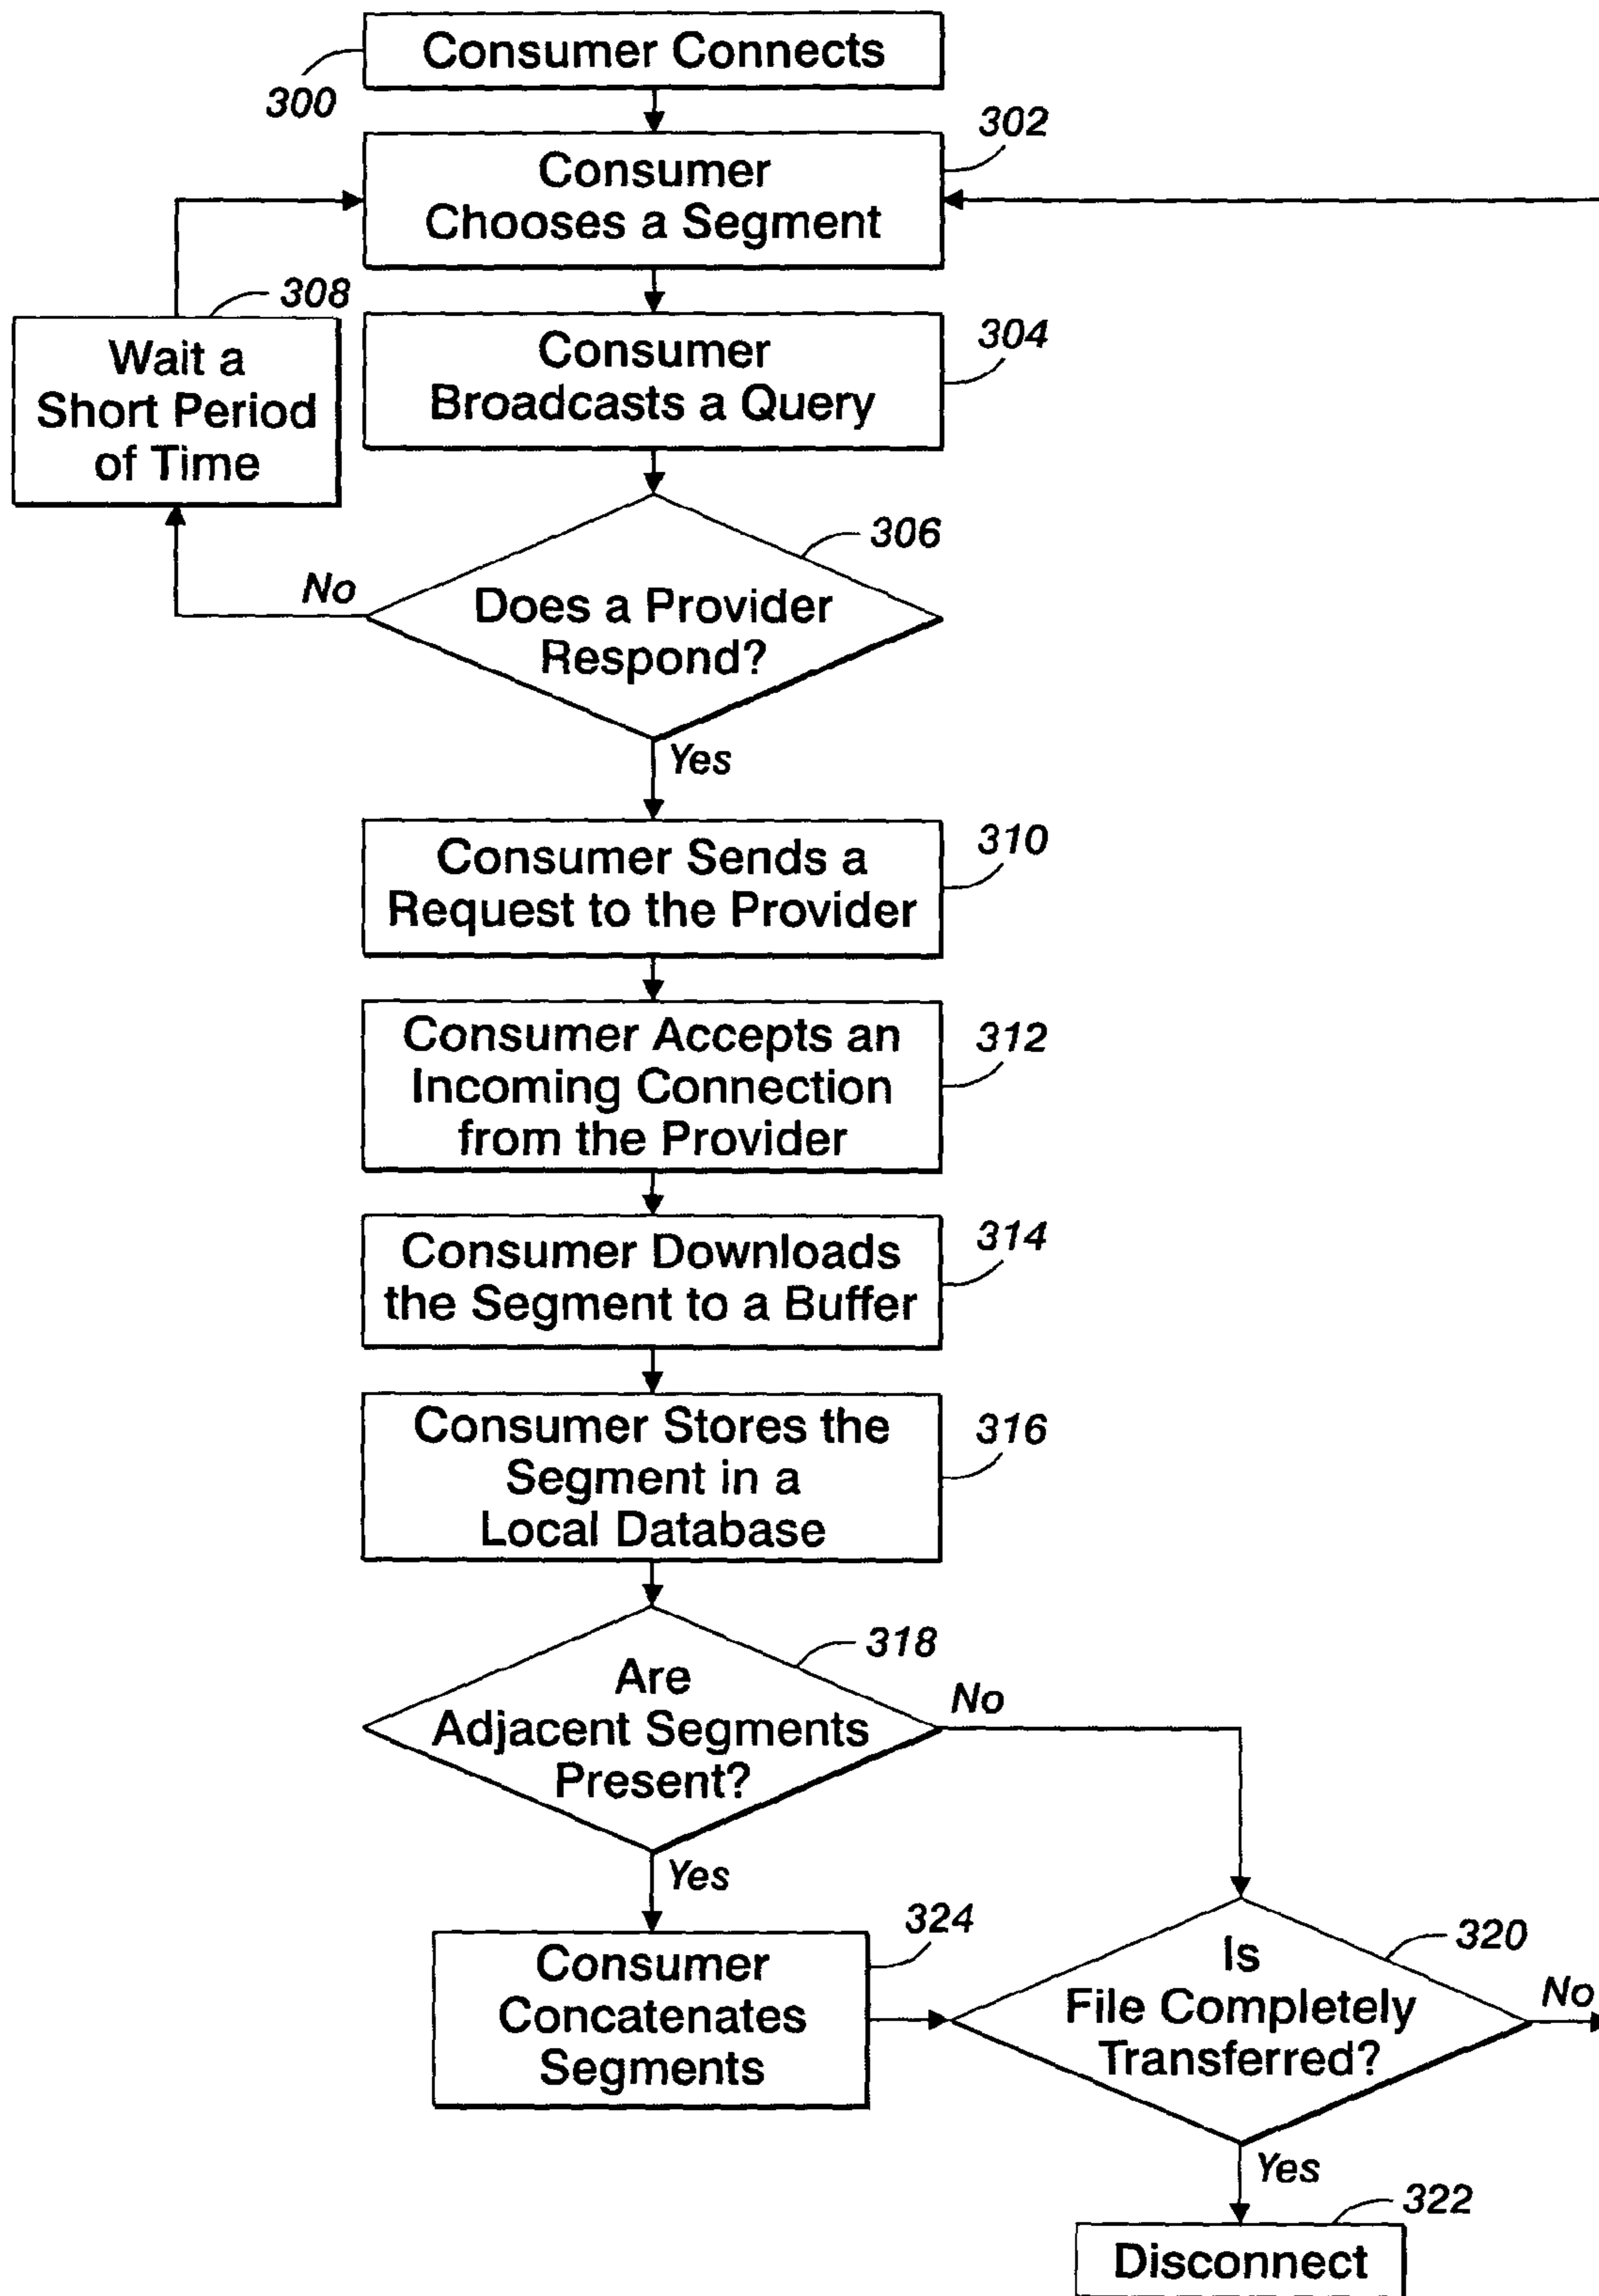 Consumer Connects
300
302
Consumer
Chooses a Segment
308
Wait a
Short Period
of Time
304
Consumer
Broadcasts a Query
306
No
Does a Provider
Respond?
Yes
310
Consumer Sends a
Request to the Provider
312
Consumer Accepts an
Incoming Connection
from the Provider
314
Consumer Downloads
the Segment to a Buffer
316
Consumer Stores the
Segment in a
Local Database
318
Are
Adjacent Segments
Present?
No
Yes
324
Consumer
Concatenates
Segments
320
Is
File Completely
Transferred?
No
Yes
322
Disconnect